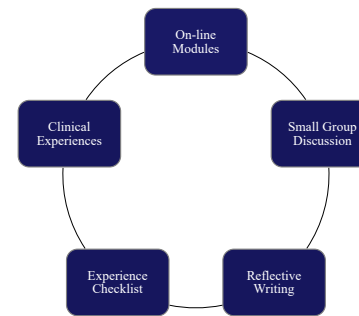 On-line
Modules
Small Group
Discussion
Reflective
Writing
Experience
Checklist
Clinical
Experiences